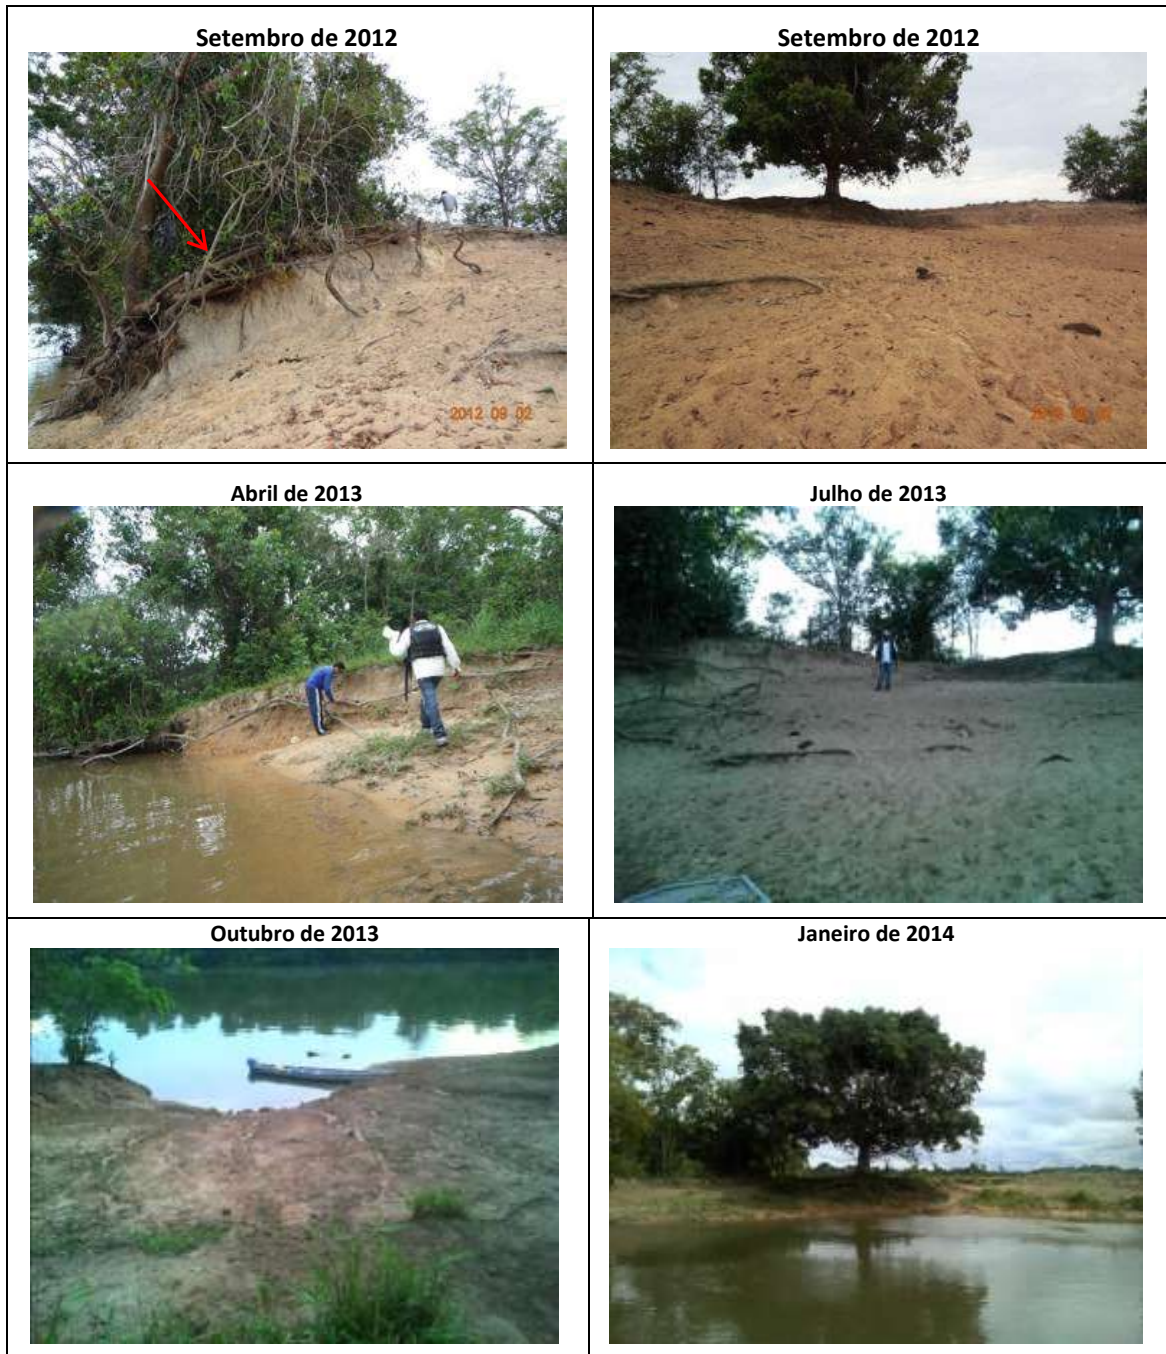 Setembro de 2012
Setembro de 2012
2012 09 02
Abril de 2013
Julho de 2013
Outubro de 2013
Janeiro de 2014